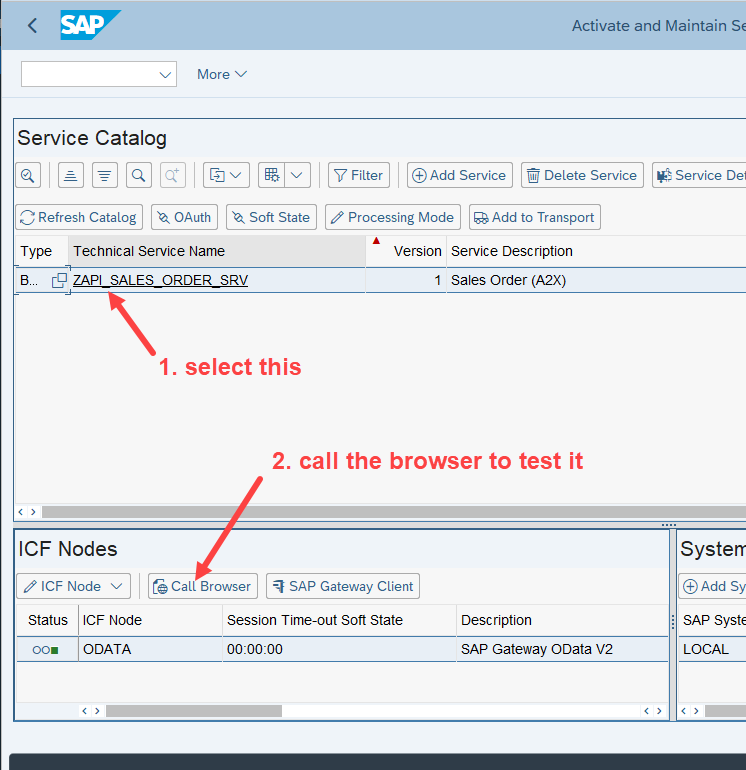 SAP
Activate and Maintain Se
More
Service Catalog
Filter
Add Service
Delete Service
Service Det
Refresh Catalog
OAuth
Soft State
Processing Mode
Add to Transport
Type
Technical Service Name
Version
Service Description
B...
ZAPI_SALES_ORDER_SRV
1
Sales Order (A2X)
1. select this
2. call the browser to test it
ICF Nodes
System
ICF Node
Call Browser
SAP Gateway Client
Add Sy
Status
ICF Node
Session Time-out Soft State
Description
SAP Syste
ODATA
00:00:00
SAP Gateway OData V2
LOCAL